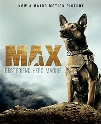 NOW A MAJOR MOTION PICTURE
MAX
BEST FRIEND. HERO. MARINE.